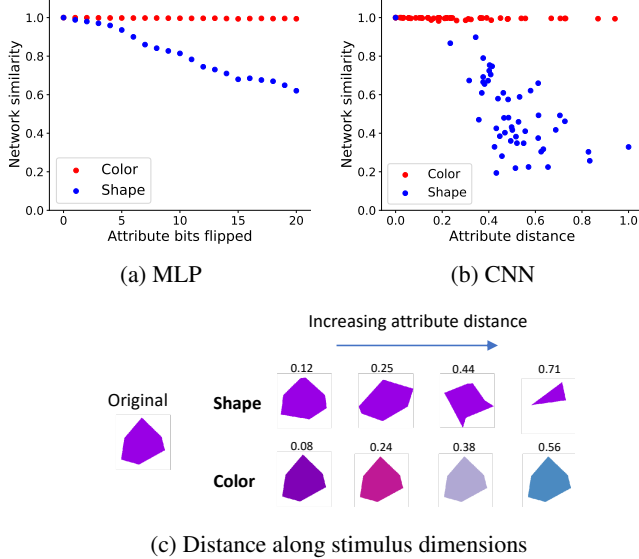 1.0
0.8
0.6
0.4
0.2
0.0
Network similarity
Color
Shape
0 5 10 15 20
Attribute bits flipped
(a) MLP
1.0
0.8
0.6
0.4
0.2
0.0
Network similarity
Color
Shape
0.0 0.2 0.4 0.6 0.8 1.0
Attribute distance
(b) CNN
Increasing attribute distance
Original
Shape
0.12 0.25 0.44 0.71
Color
0.08 0.24 0.38 0.56
(c) Distance along stimulus dimensions